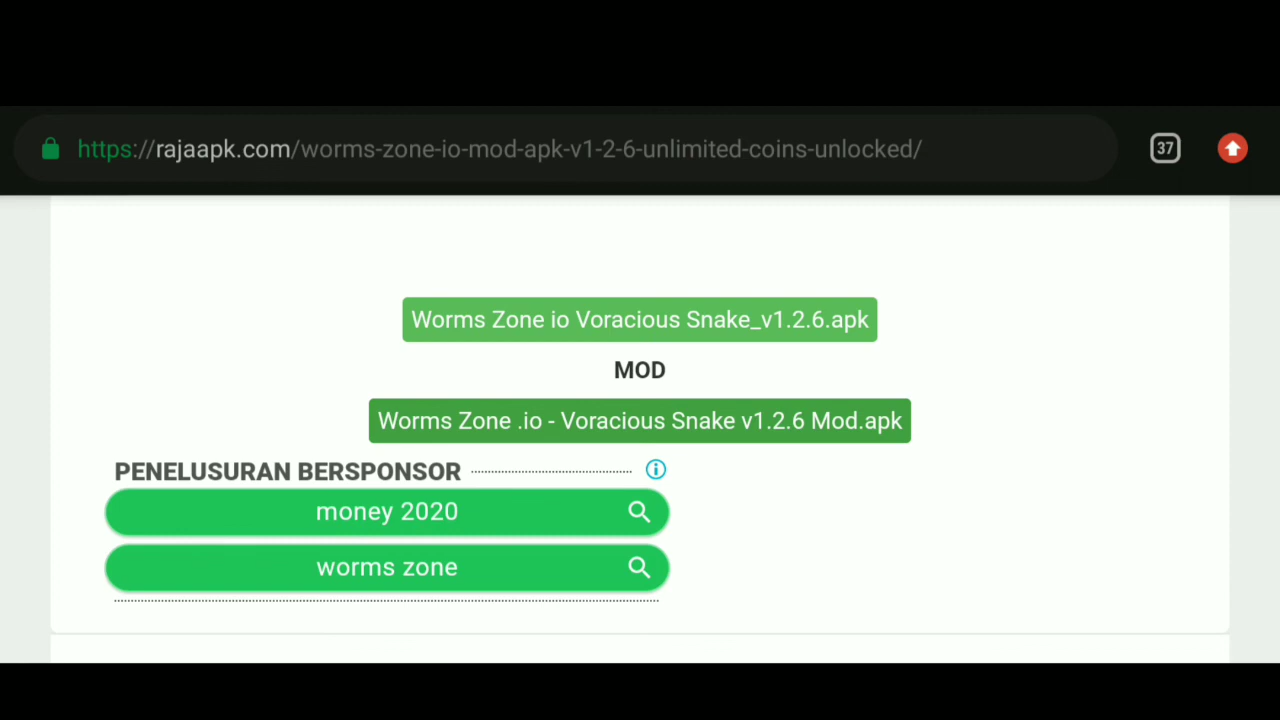 https://rajaapk.com/worms-zone-io-mod-apk-v1-2-6-unlimited-coins-unlocked/
37
Worms Zone io Voracious Snake_v1.2.6.apk
MOD
Worms Zone .io - Voracious Snake v1.2.6 Mod.apk
PENELUSURAN BERSPONSOR
money 2020
worms zone